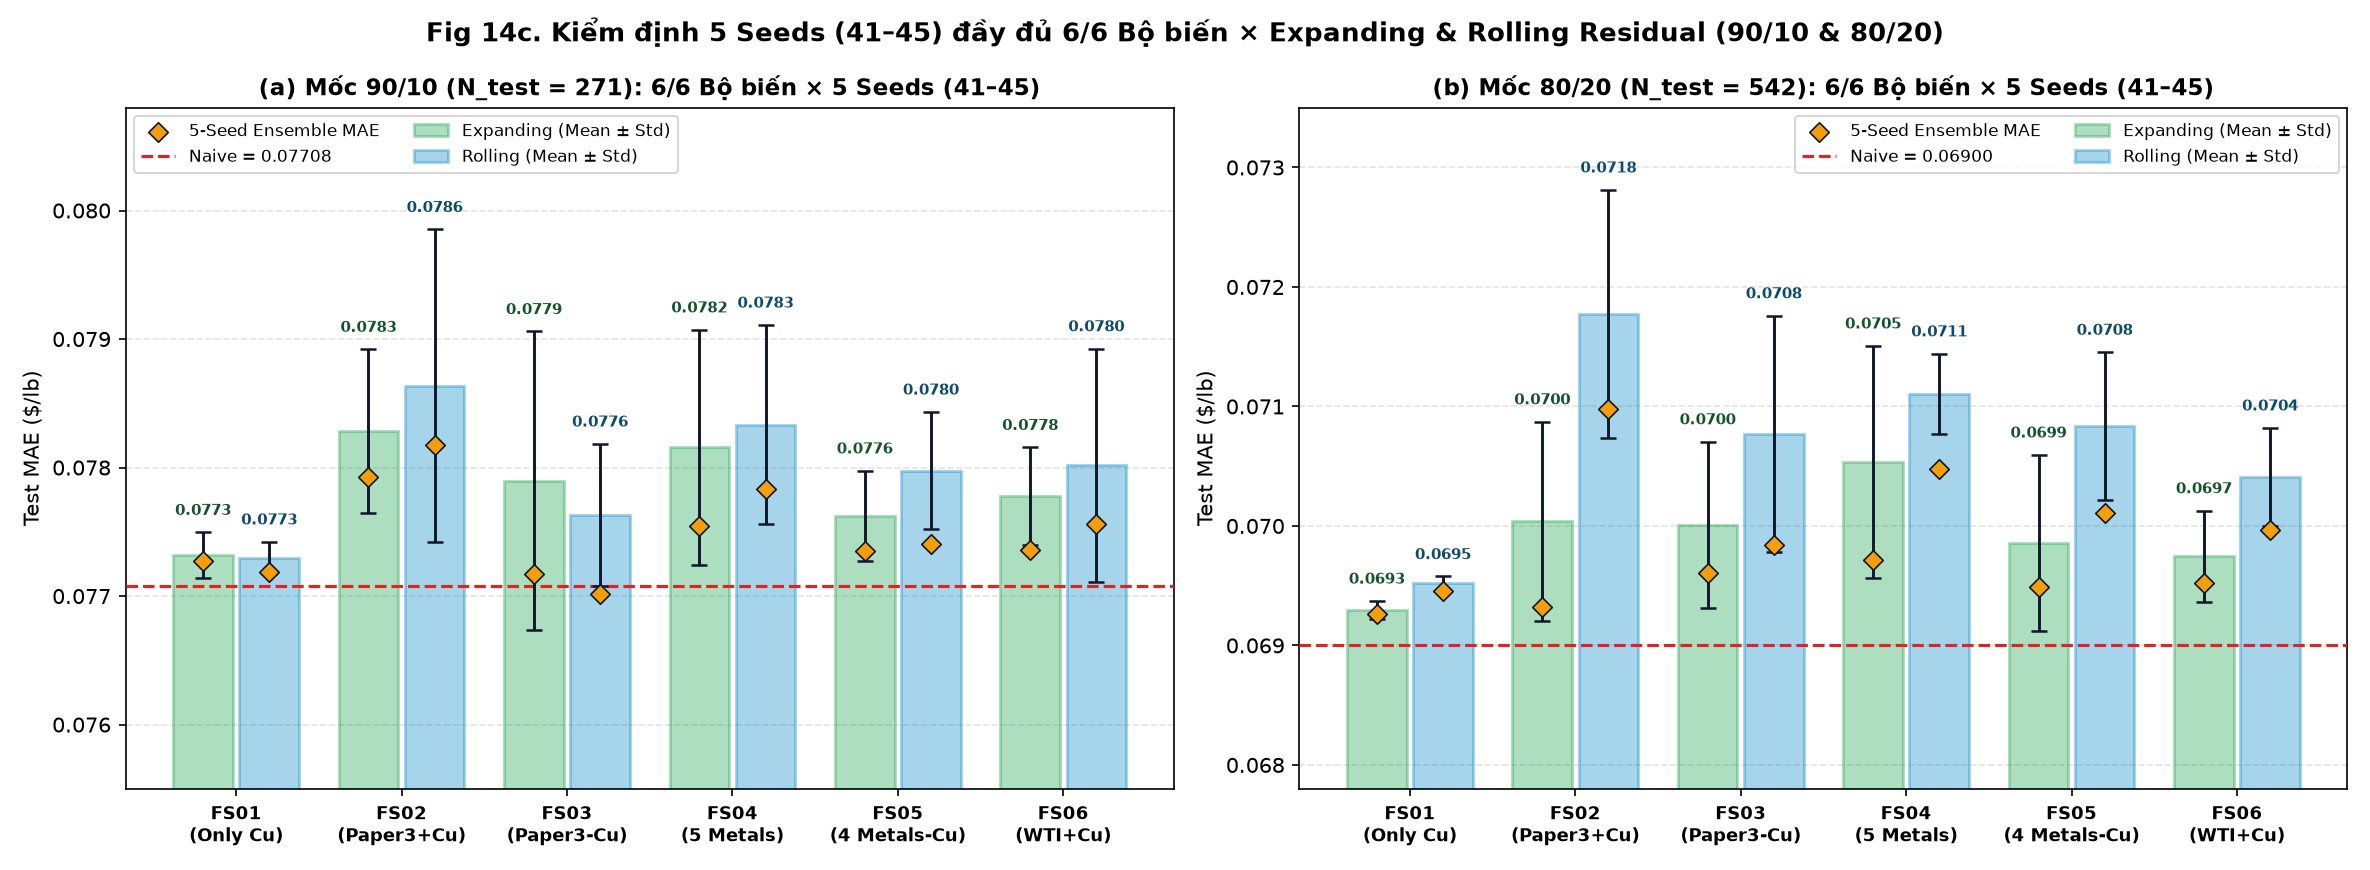 Fig 14c. Kiểm định 5 Seeds (41–45) đầy đủ 6/6 Bộ biến × Expanding & Rolling Residual (90/10 & 80/20)
(a) Mốc 90/10 (N_test = 271): 6/6 Bộ biến × 5 Seeds (41–45)
5-Seed Ensemble MAE
Naive = 0.07708
Expanding (Mean ± Std)
Rolling (Mean ± Std)
Test MAE ($/lb)
0.080
0.079
0.078
0.077
0.076
0.0773
0.0773
0.0783
0.0786
0.0779
0.0776
0.0782
0.0783
0.0776
0.0780
0.0778
0.0780
FS01
(Only Cu)
FS02
(Paper3+Cu)
FS03
(Paper3-Cu)
FS04
(5 Metals)
FS05
(4 Metals-Cu)
FS06
(WTI+Cu)
(b) Mốc 80/20 (N_test = 542): 6/6 Bộ biến × 5 Seeds (41–45)
5-Seed Ensemble MAE
Naive = 0.06900
Expanding (Mean ± Std)
Rolling (Mean ± Std)
Test MAE ($/lb)
0.073
0.072
0.071
0.070
0.069
0.068
0.0693
0.0695
0.0700
0.0718
0.0700
0.0708
0.0705
0.0711
0.0699
0.0708
0.0697
0.0704
FS01
(Only Cu)
FS02
(Paper3+Cu)
FS03
(Paper3-Cu)
FS04
(5 Metals)
FS05
(4 Metals-Cu)
FS06
(WTI+Cu)